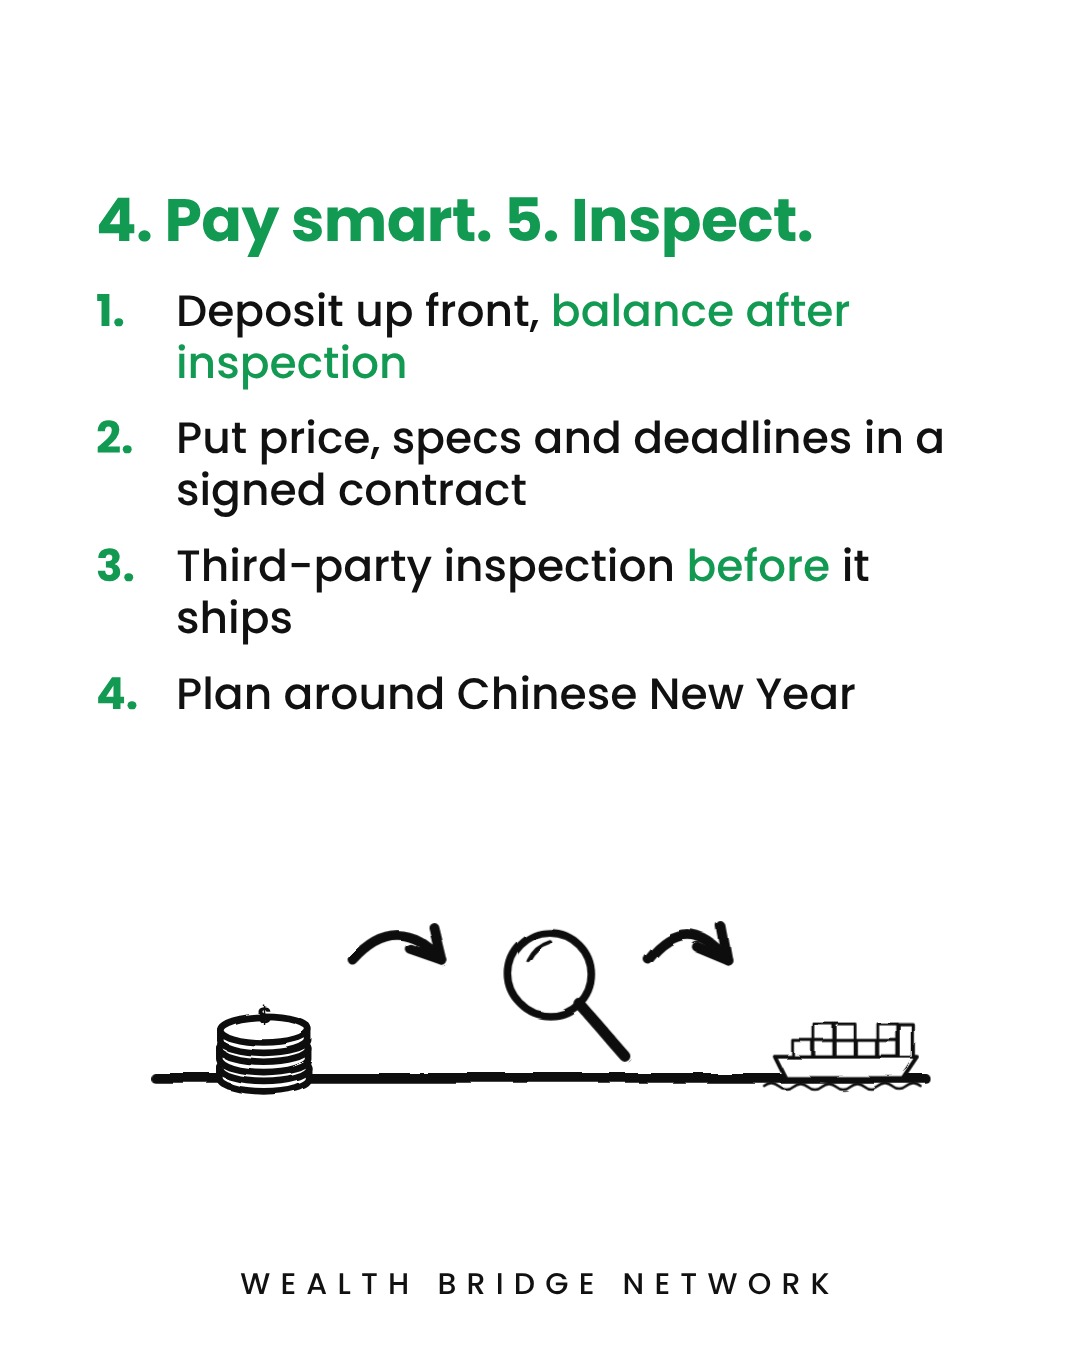 4. Pay smart. 5. Inspect.
1. Deposit up front, balance after
inspection
2. Put price, specs and deadlines in a
signed contract
3. Third-party inspection before it
ships
4. Plan around Chinese New Year
$
WEALTH BRIDGE NETWORK